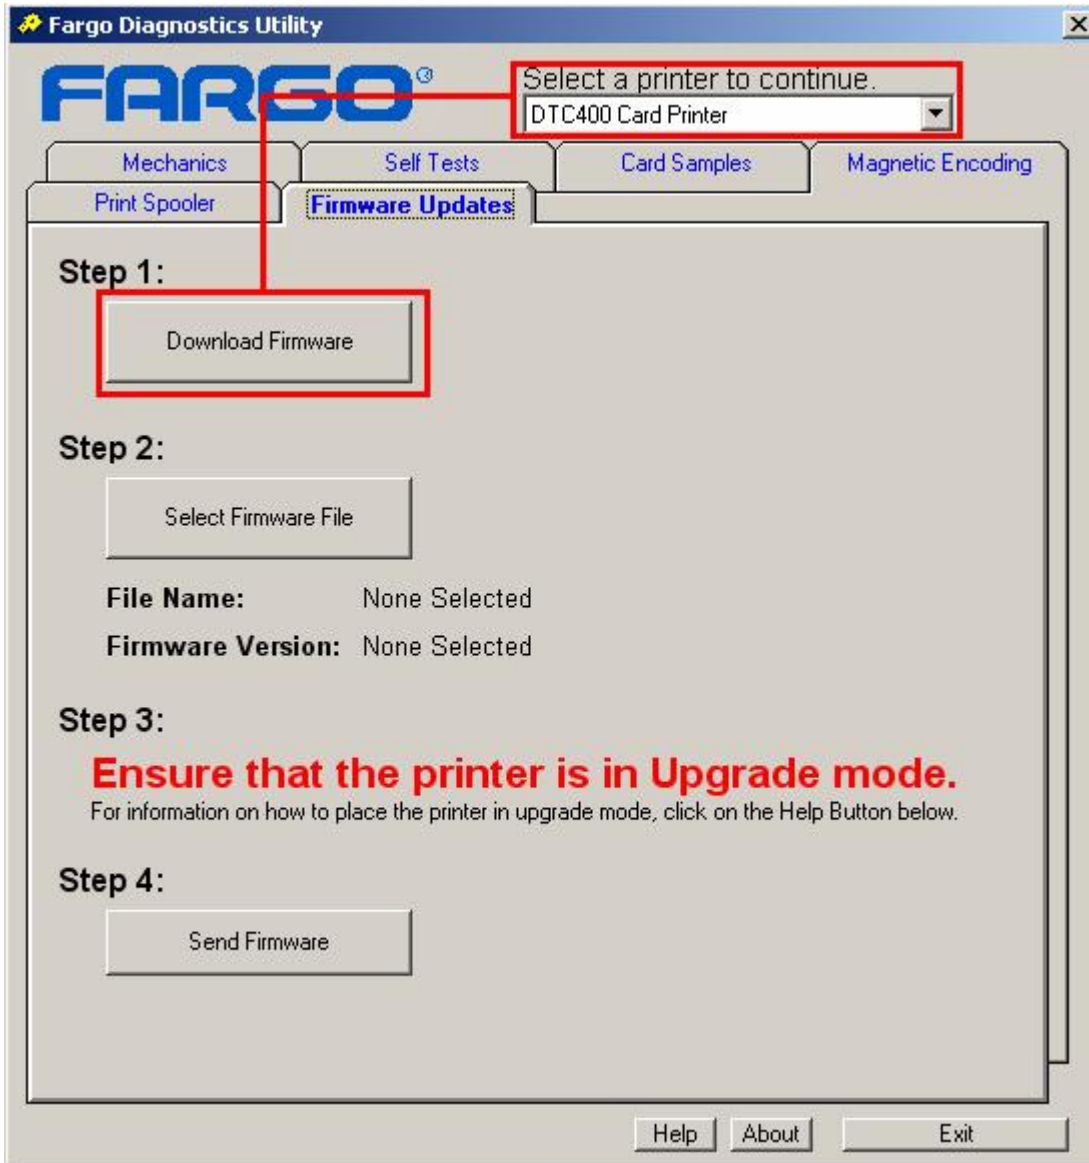 Fargo Diagnostics Utility
FARGO®
Select a printer to continue.
DTC400 Card Printer
Mechanics
Self Tests
Card Samples
Magnetic Encoding
Print Spooler
Firmware Updates
Step 1:
Download Firmware
Step 2:
Select Firmware File
File Name: None Selected
Firmware Version: None Selected
Step 3:
Ensure that the printer is in Upgrade mode.
For information on how to place the printer in upgrade mode, click on the Help Button below.
Step 4:
Send Firmware
Help
About
Exit